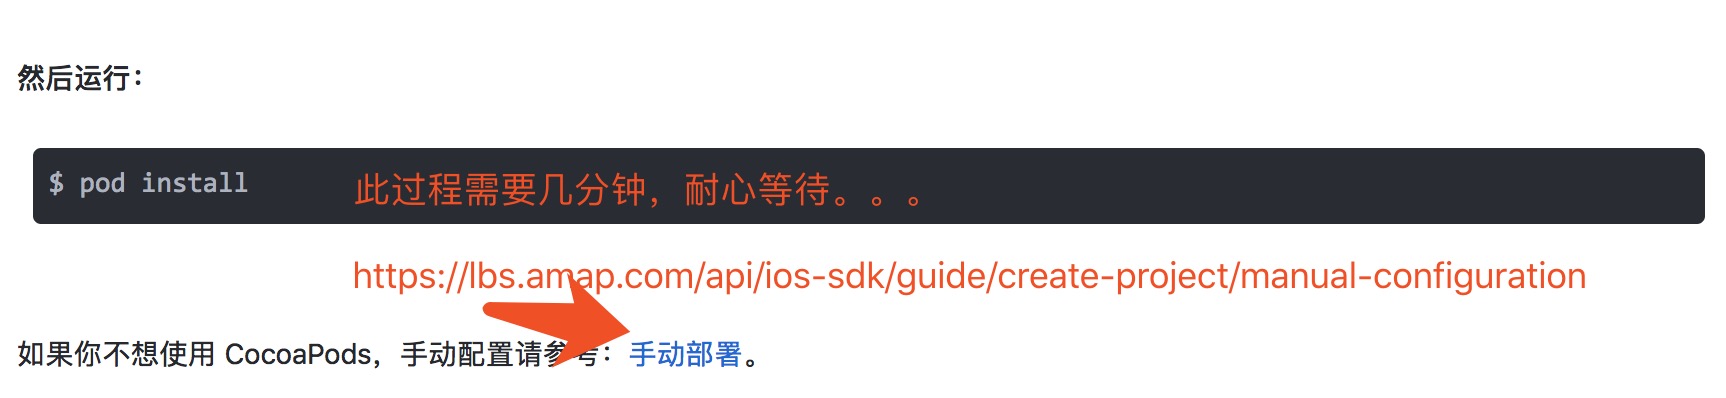 然后运行：
$ pod install 此过程需要几分钟，耐心等待。。。
https://lbs.amap.com/api/ios-sdk/guide/create-project/manual-configuration
如果你不想使用 CocoaPods，手动配置请参考：手动部署。